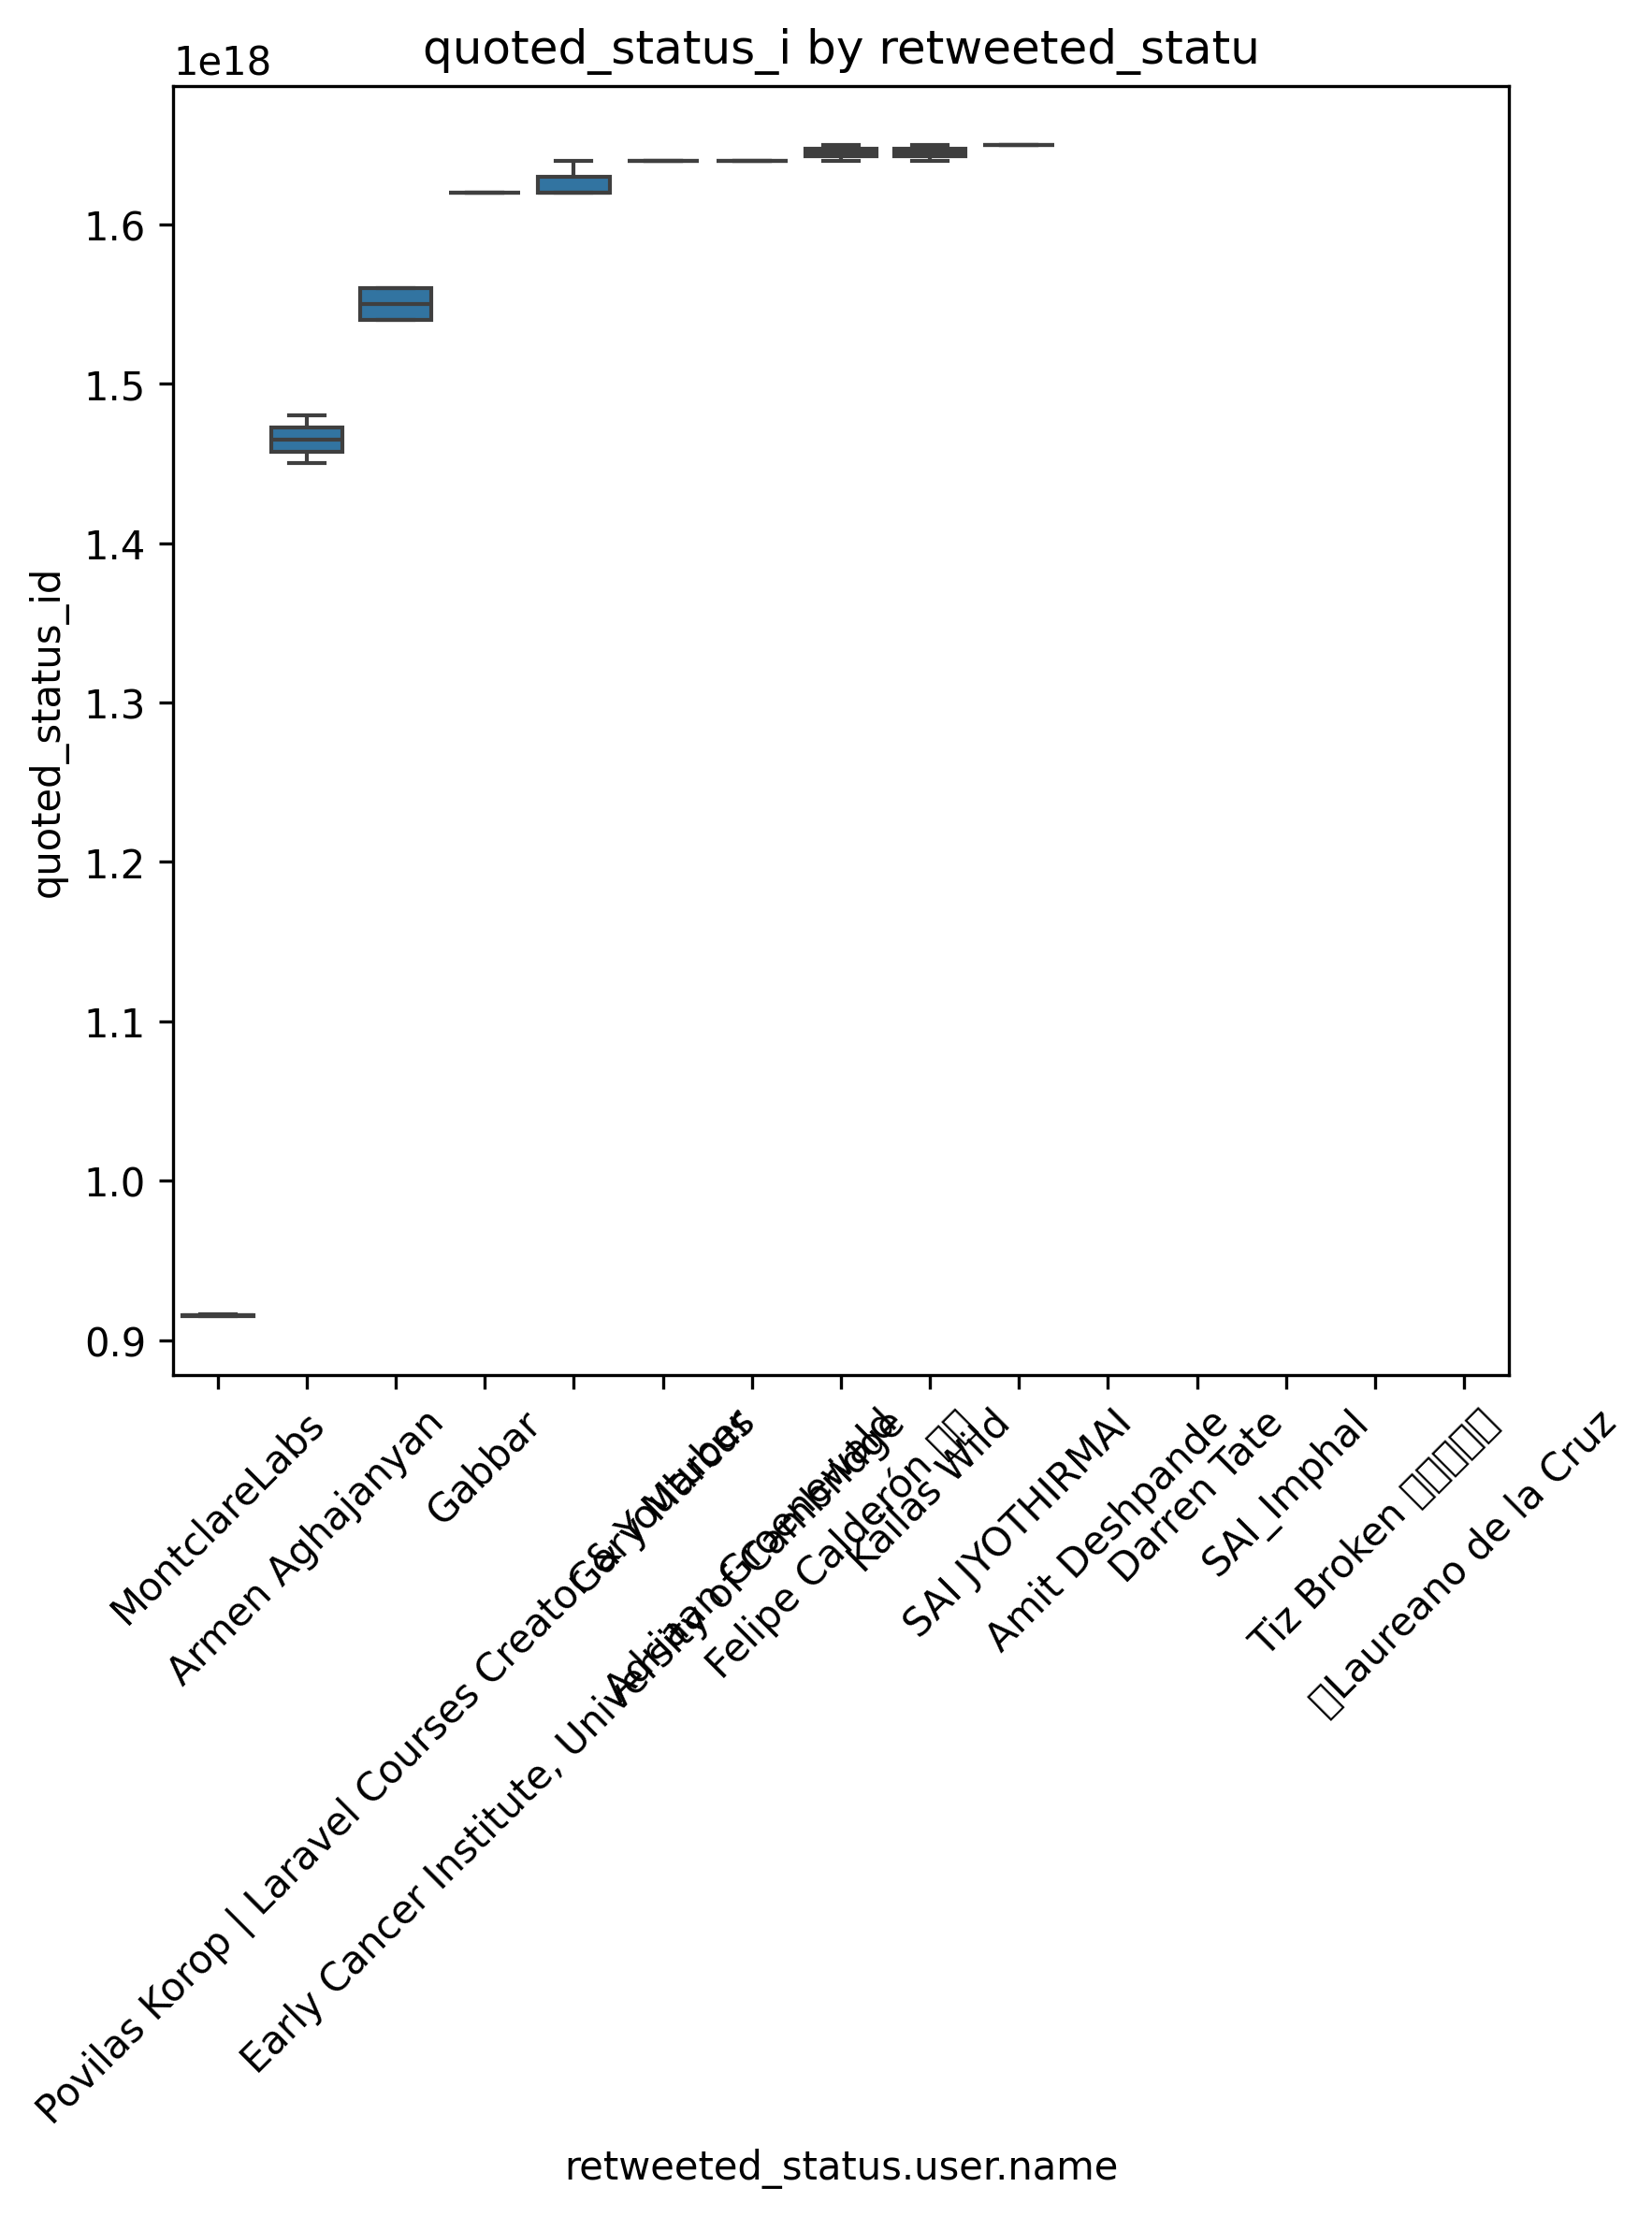 1e18
quoted_status_i by retweeted_statu
quoted_status_id
1.6
1.5
1.4
1.3
1.2
1.1
1.0
0.9
MontclareLabs
Armen Aghajanyan
Povilas Korop | Laravel Courses Creator & Youtuber
Gabbar
Early Cancer Institute, University of Cambridge
Gary Marcus
Adrian Groenewald
Felipe Calderón
Kailas Wild
SAI JYOTHIRMAI
Amit Deshpande
Darren Tate
SAI_Imphal
Tiz Broken
Laureano de la Cruz
retweeted_status.user.name